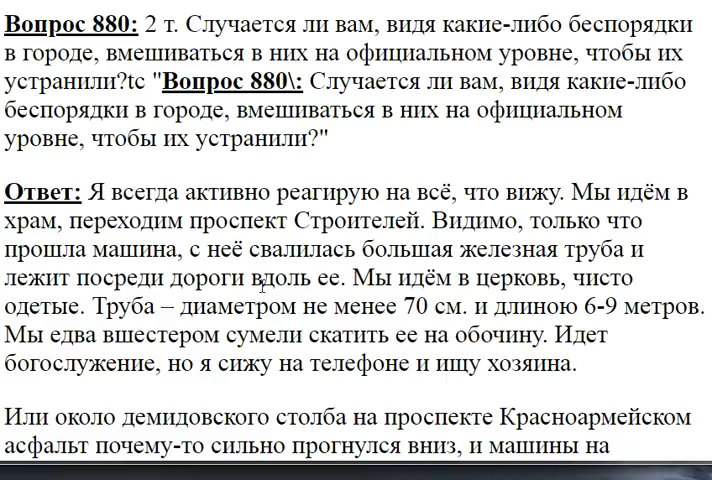 Вопрос 880: 2 т. Случается ли вам, видя какие-либо беспорядки
в городе, вмешиваться в них на официальном уровне, чтобы их
устранили?tc "Вопрос 880\: Случается ли вам, видя какие-либо
беспорядки в городе, вмешиваться в них на официальном
уровне, чтобы их устранили?"
Ответ: Я всегда активно реагирую на всё, что вижу. Мы идём в
храм, переходим проспект Строителей. Видимо, только что
прошла машина, с неё свалилась большая железная труба и
лежит посреди дороги вдоль ее. Мы идём в церковь, чисто
одетые. Труба – диаметром не менее 70 см. и длиною 6-9 метров.
Мы едва вшестером сумели скатить ее на обочину. Идет
богослужение, но я сижу на телефоне и ищу хозяина.
Или около демидовского столба на проспекте Красноармейском
асфальт почему-то сильно прогнулся вниз, и машины на